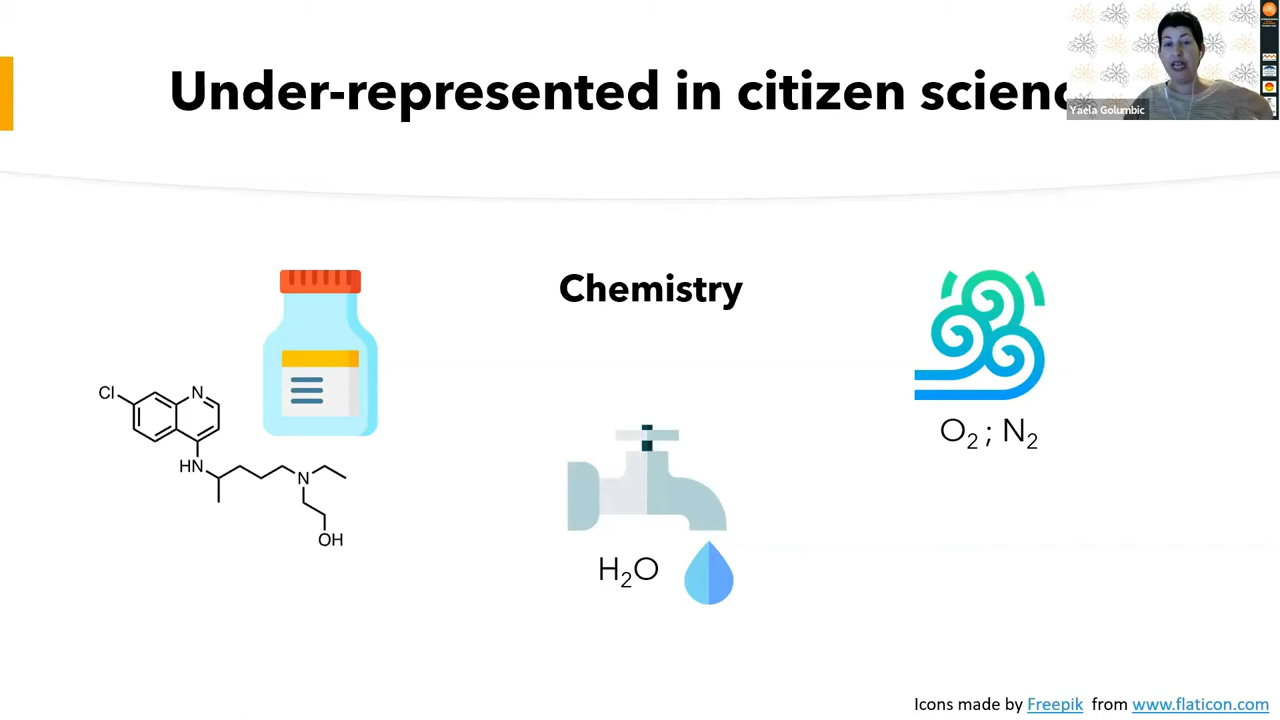 Under-represented in citizen scienc
Yaela Golumbic
Chemistry
Cl
N
HN
N
OH
O₂ ; N₂
H₂O
Icons made by Freepik from www.flaticon.com